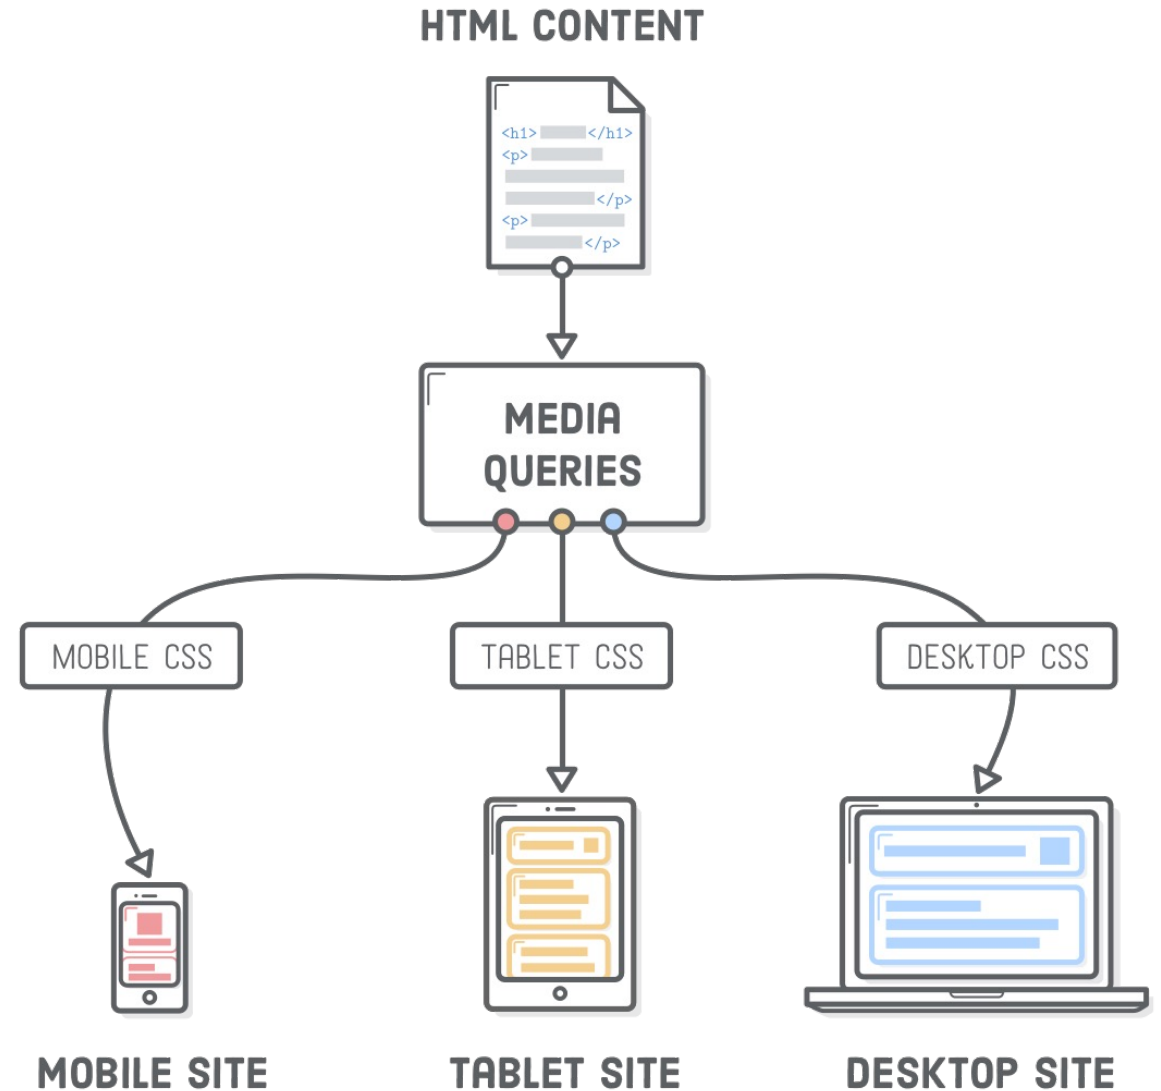 HTML CONTENT
<h1> </h1>
<p>
</p>
<p>
</p>
MEDIA
QUERIES
MOBILE CSS
TABLET CSS
DESKTOP CSS
MOBILE SITE
TABLET SITE
DESKTOP SITE